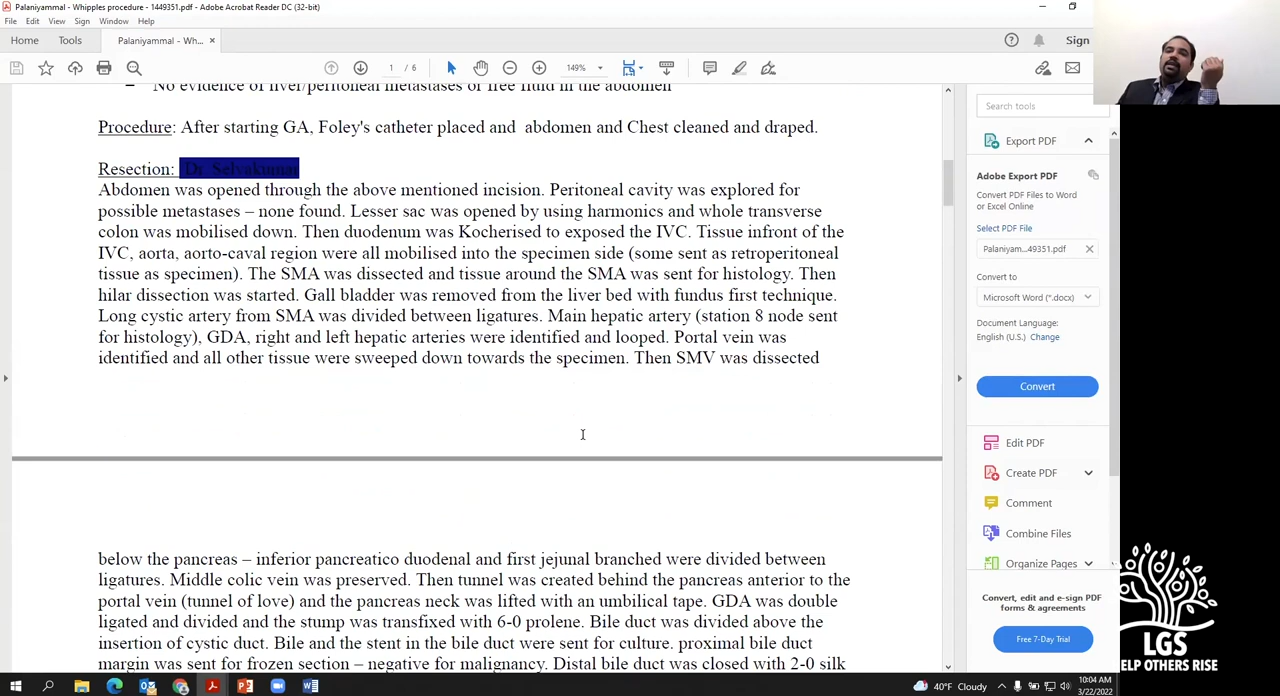 Palaniyammal - Whipples procedure - 1449351.pdf - Adobe Acrobat Reader DC (32-bit)
File Edit View Sign Window Help
Home Tools Palaniyammal - Wh... × Sign
1 / 6 149%
– No evidence of liver/peritoneal metastases or free fluid in the abdomen
Procedure: After starting GA, Foley's catheter placed and abdomen and Chest cleaned and draped.
Resection: Dr. Selvakumar
Abdomen was opened through the above mentioned incision. Peritoneal cavity was explored for
possible metastases – none found. Lesser sac was opened by using harmonics and whole transverse
colon was mobilised down. Then duodenum was Kocherised to exposed the IVC. Tissue infront of the
IVC, aorta, aorto-caval region were all mobilised into the specimen side (some sent as retroperitoneal
tissue as specimen). The SMA was dissected and tissue around the SMA was sent for histology. Then
hilar dissection was started. Gall bladder was removed from the liver bed with fundus first technique.
Long cystic artery from SMA was divided between ligatures. Main hepatic artery (station 8 node sent
for histology), GDA, right and left hepatic arteries were identified and looped. Portal vein was
identified and all other tissue were sweeped down towards the specimen. Then SMV was dissected
below the pancreas – inferior pancreatico duodenal and first jejunal branched were divided between
ligatures. Middle colic vein was preserved. Then tunnel was created behind the pancreas anterior to the
portal vein (tunnel of love) and the pancreas neck was lifted with an umbilical tape. GDA was double
ligated and divided and the stump was transfixed with 6-0 prolene. Bile duct was divided above the
insertion of cystic duct. Bile and the stent in the bile duct were sent for culture. proximal bile duct
margin was sent for frozen section – negative for malignancy. Distal bile duct was closed with 2-0 silk
Search tools
Export PDF
Adobe Export PDF
Convert PDF Files to Word
or Excel Online
Select PDF File
Palaniyam...49351.pdf
Convert to
Microsoft Word (*.docx)
Document Language:
English (U.S.) Change
Convert
Edit PDF
Create PDF
Comment
Combine Files
Organize Pages
Convert, edit and e-sign PDF
forms & agreements
Free 7-Day Trial
LGS
HELP OTHERS RISE
40°F Cloudy
10:04 AM
3/22/2022